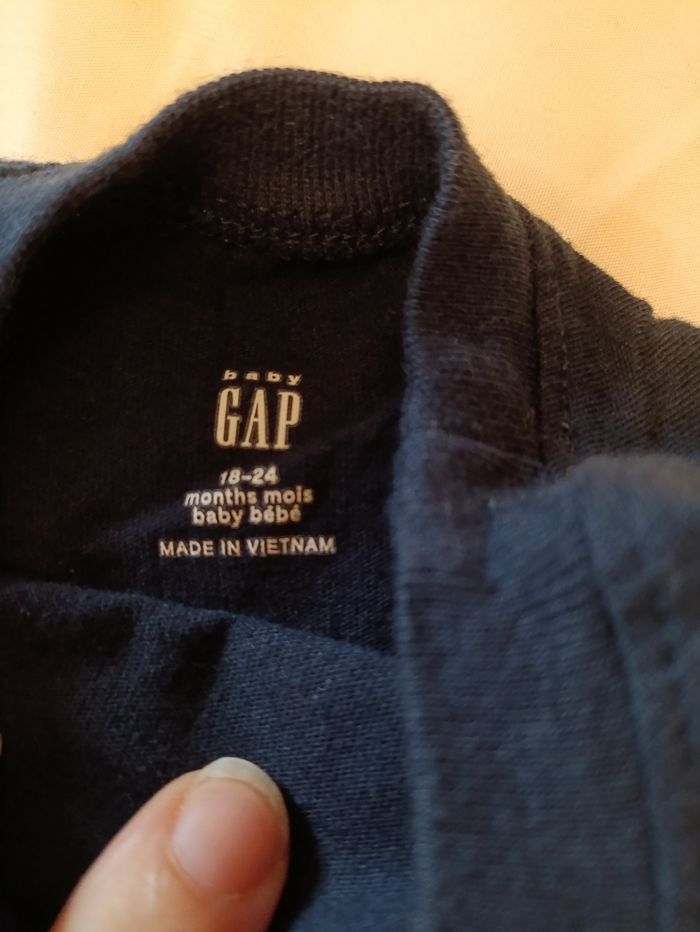 baby
GAP
18-24
months mois
baby bébé
MADE IN VIETNAM